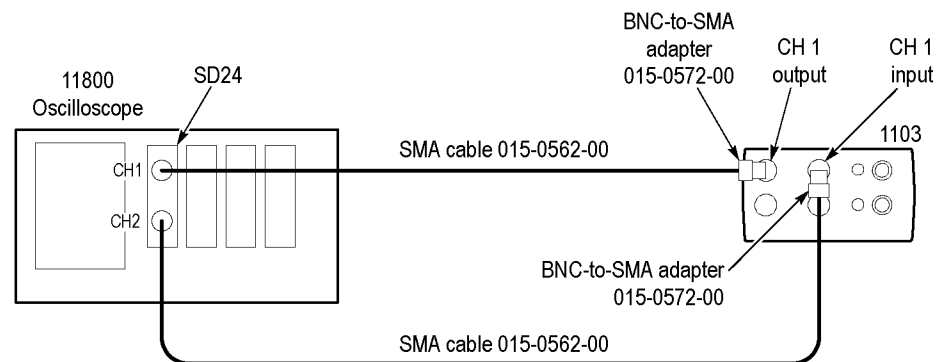 BNC-to-SMA
adapter
015-0572-00
CH 1
output
CH 1
input
11800
Oscilloscope
SD24
1103
SMA cable 015-0562-00
CH1
CH2
BNC-to-SMA adapter
015-0572-00
SMA cable 015-0562-00